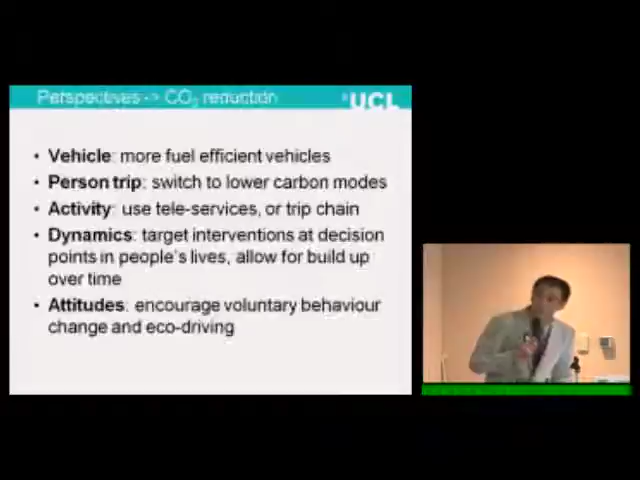 Perspectives -> CO₂ reduction
UCL
• Vehicle: more fuel efficient vehicles
• Person trip: switch to lower carbon modes
• Activity: use tele-services, or trip chain
• Dynamics: target interventions at decision
points in people's lives, allow for build up
over time
• Attitudes: encourage voluntary behaviour
change and eco-driving